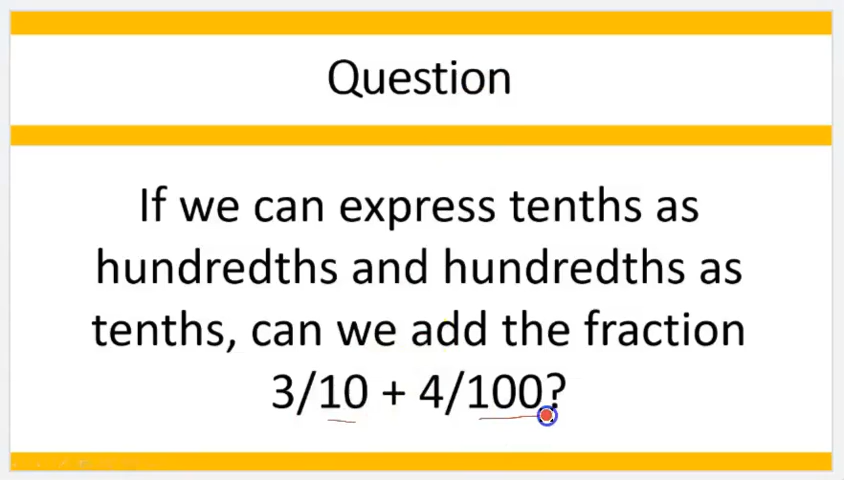 Question
If we can express tenths as
hundredths and hundredths as
tenths, can we add the fraction
3/10 + 4/100?